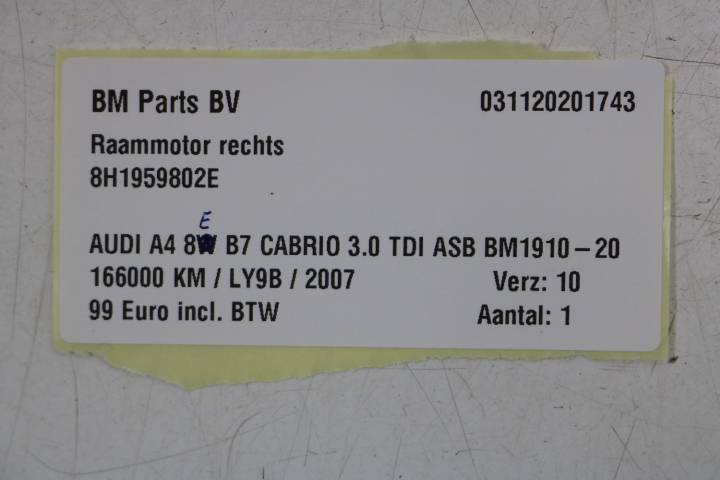 BM Parts BV 031120201743
Raammotor rechts
8H1959802E
E
AUDI A4 8W B7 CABRIO 3.0 TDI ASB BM1910-20
166000 KM / LY9B / 2007 Verz: 10
99 Euro incl. BTW Aantal: 1